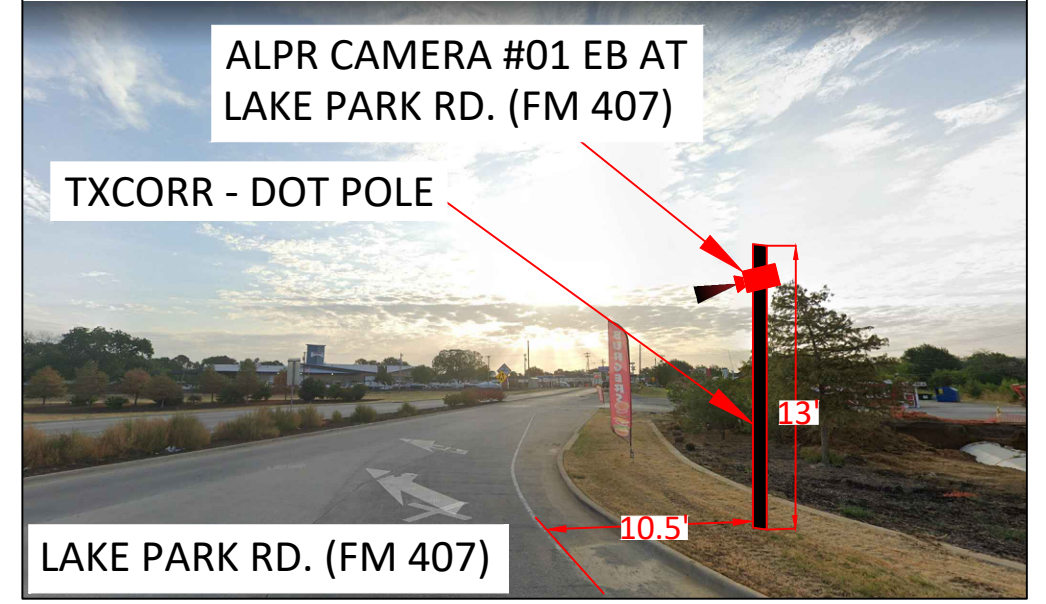 ALPR CAMERA #01 EB AT
LAKE PARK RD. (FM 407)
TXCORR - DOT POLE
BURGERS
13'
10.5'
LAKE PARK RD. (FM 407)